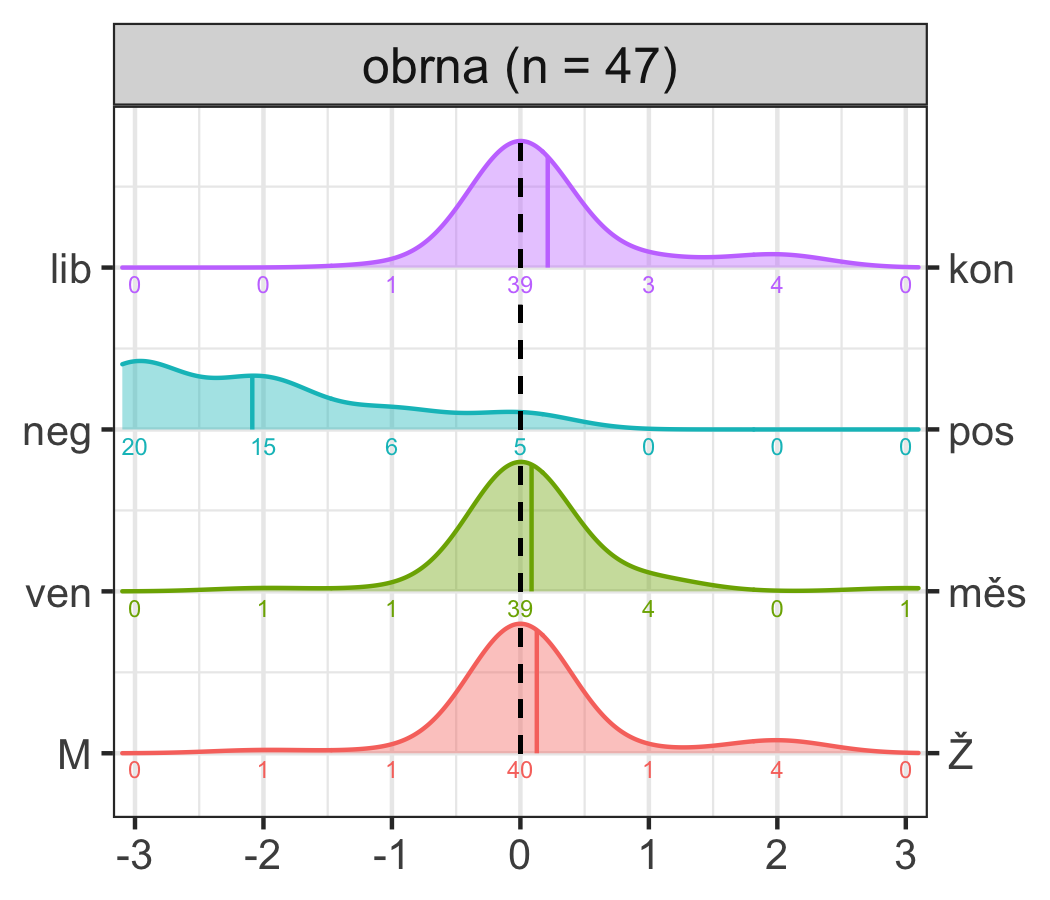 obrna (n = 47)
lib kon
0 0 1 39 3 4 0
neg pos
20 15 6 5 0 0 0
ven měs
0 1 1 39 4 0 1
M Ž
0 1 1 40 1 4 0
-3 -2 -1 0 1 2 3